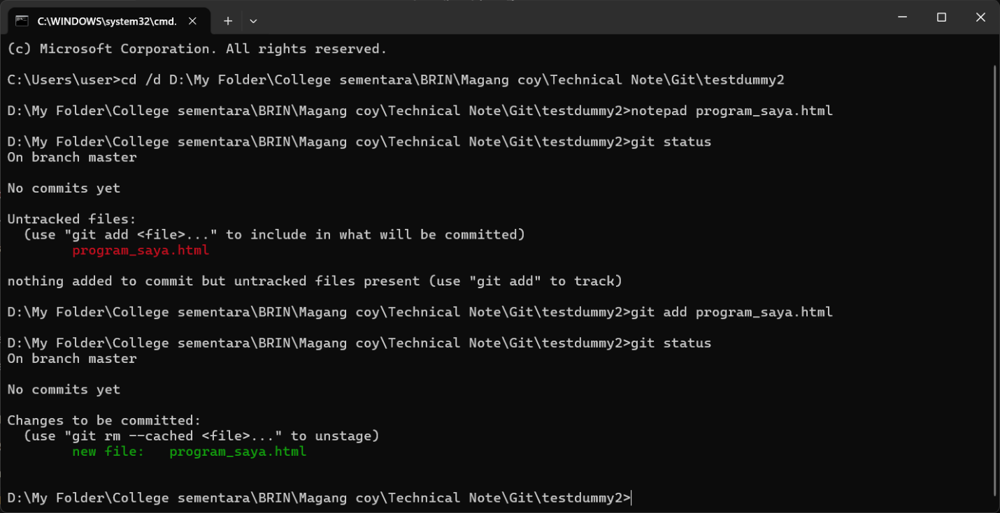 C:\WINDOWS\system32\cmd.
(c) Microsoft Corporation. All rights reserved.
C:\Users\user>cd /d D:\My Folder\College sementara\BRIN\Magang coy\Technical Note\Git\testdummy2
D:\My Folder\College sementara\BRIN\Magang coy\Technical Note\Git\testdummy2>notepad program_saya.html
D:\My Folder\College sementara\BRIN\Magang coy\Technical Note\Git\testdummy2>git status
On branch master
No commits yet
Untracked files:
  (use "git add <file>..." to include in what will be committed)
        program_saya.html
nothing added to commit but untracked files present (use "git add" to track)
D:\My Folder\College sementara\BRIN\Magang coy\Technical Note\Git\testdummy2>git add program_saya.html
D:\My Folder\College sementara\BRIN\Magang coy\Technical Note\Git\testdummy2>git status
On branch master
No commits yet
Changes to be committed:
  (use "git rm --cached <file>..." to unstage)
        new file:   program_saya.html
D:\My Folder\College sementara\BRIN\Magang coy\Technical Note\Git\testdummy2>